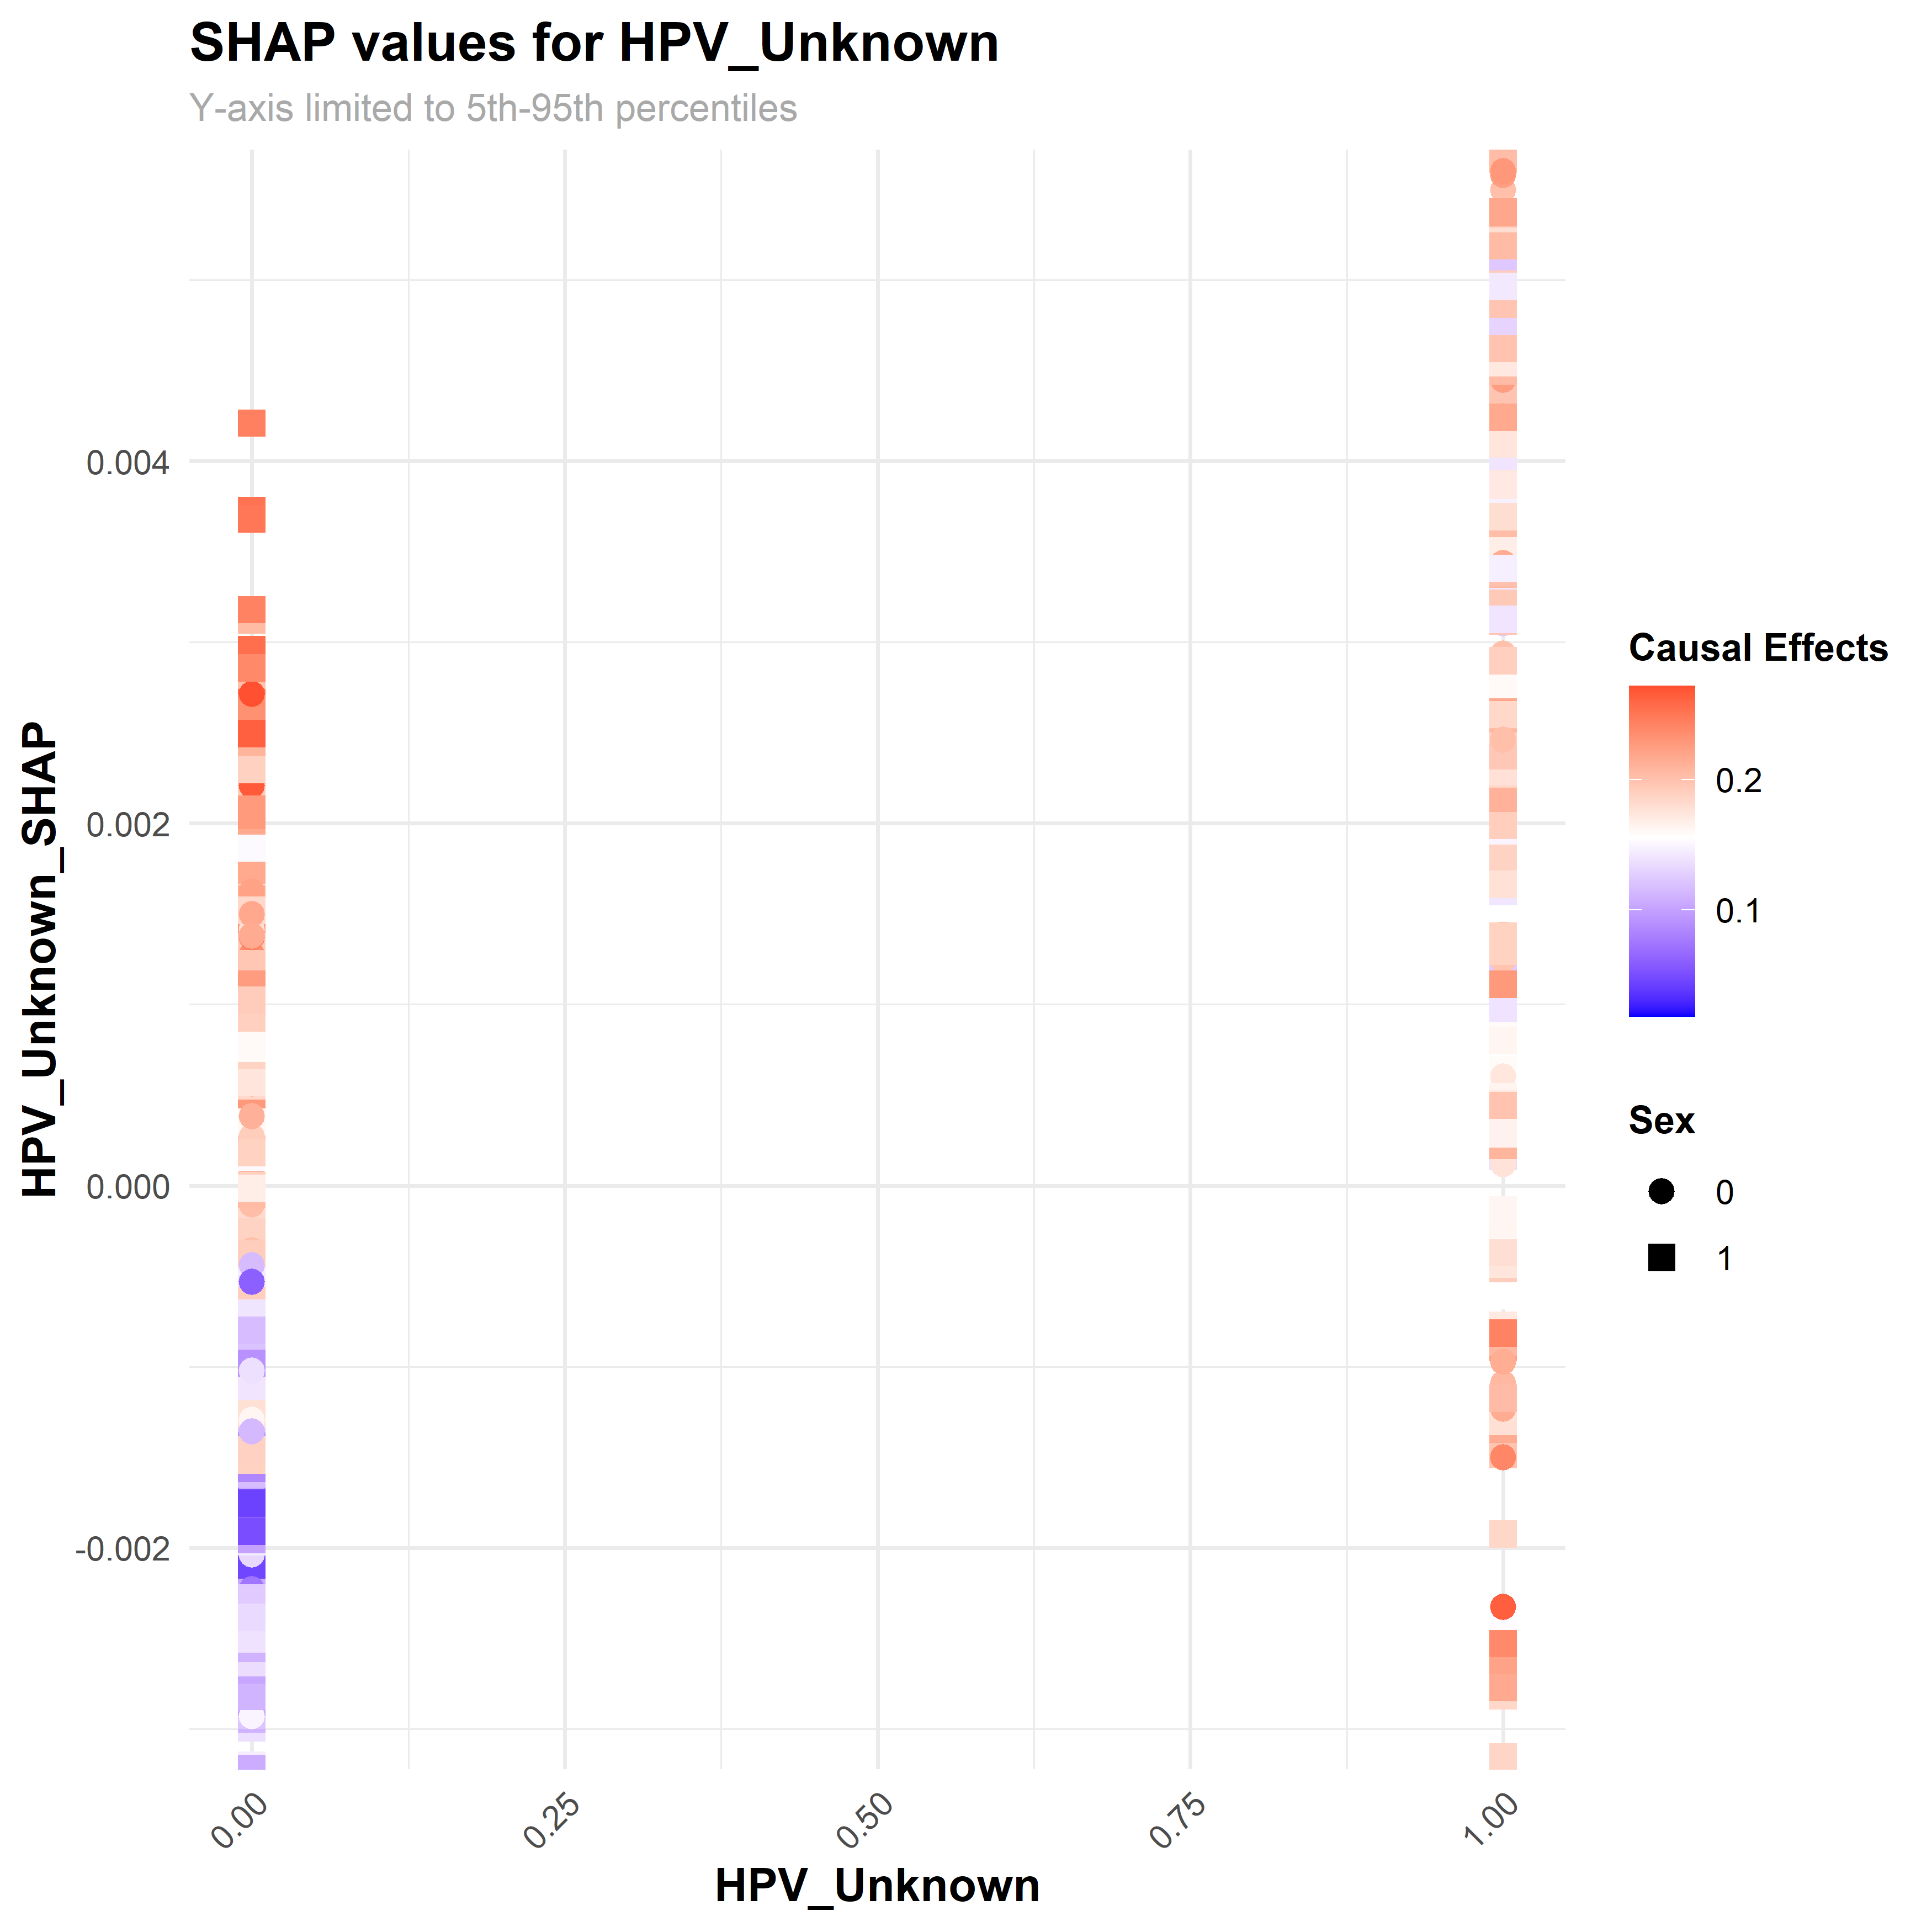 SHAP values for HPV_Unknown
Y-axis limited to 5th-95th percentiles
HPV_Unknown_SHAP
0.004
0.002
0.000
-0.002
0.00
0.25
0.50
0.75
1.00
HPV_Unknown
Causal Effects
0.2
0.1
Sex
0
1